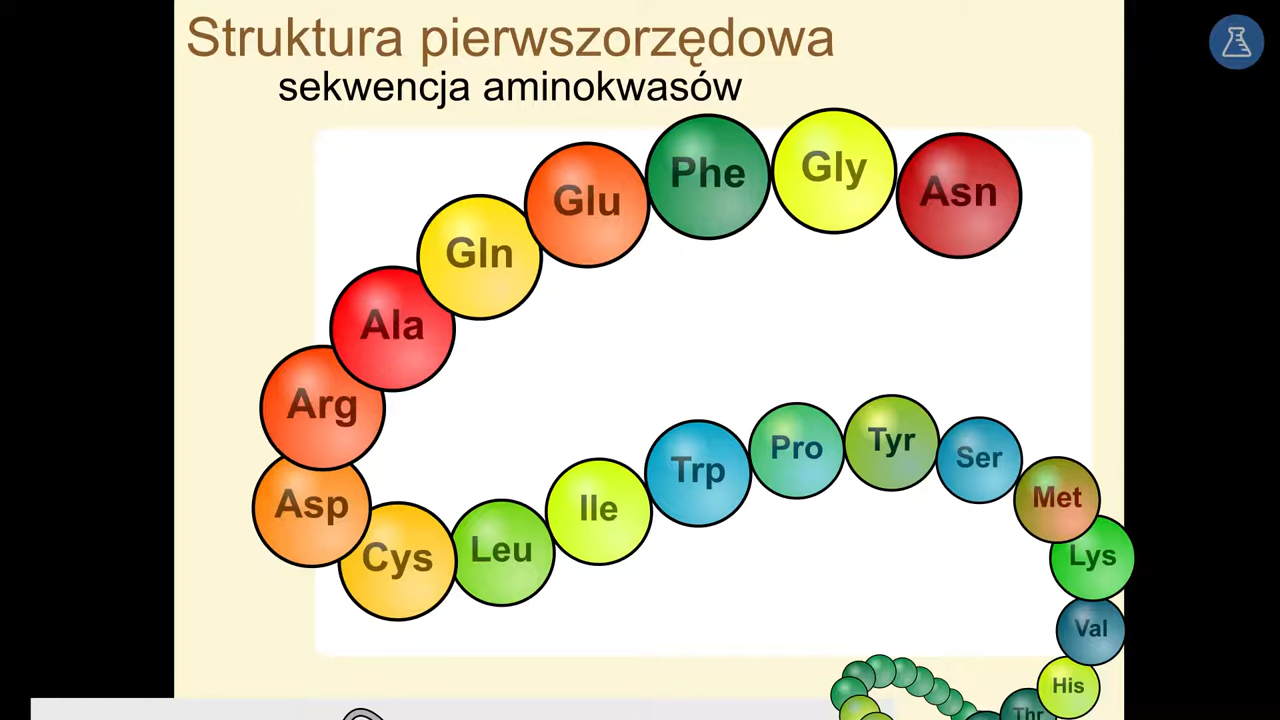 Struktura pierwszorzędowa
sekwencja aminokwasów
Asn
Gly
Phe
Glu
Gln
Ala
Arg
Asp
Cys
Leu
Ile
Trp
Pro
Tyr
Ser
Met
Lys
Val
His
Thr